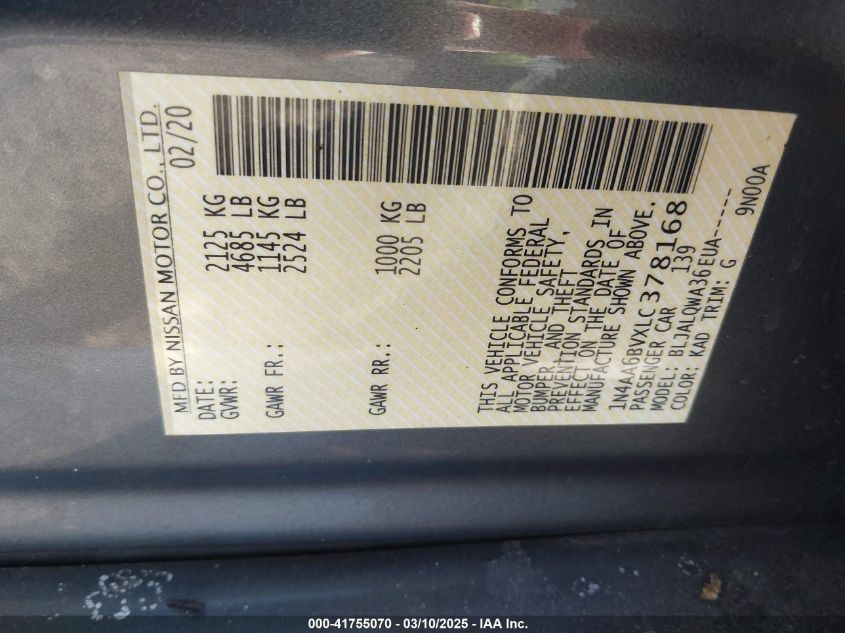 MFD BY NISSAN MOTOR CO., LTD.
DATE: 02/20
GVWR: 2125 KG
4685 LB
GAWR FR.: 1145 KG
2524 LB
GAWR RR.: 1000 KG
2205 LB
THIS VEHICLE CONFORMS TO
ALL APPLICABLE FEDERAL
MOTOR VEHICLE SAFETY,
BUMPER, AND THEFT
PREVENTION STANDARDS IN
EFFECT ON THE DATE OF
MANUFACTURE SHOWN ABOVE.
1N4AA6BVXLC378168
PASSENGER CAR 139
MODEL: BLJALQWA36EUA-----
COLOR: KAD TRIM: G 9N00A
000-41755070 - 03/10/2025 - IAA Inc.